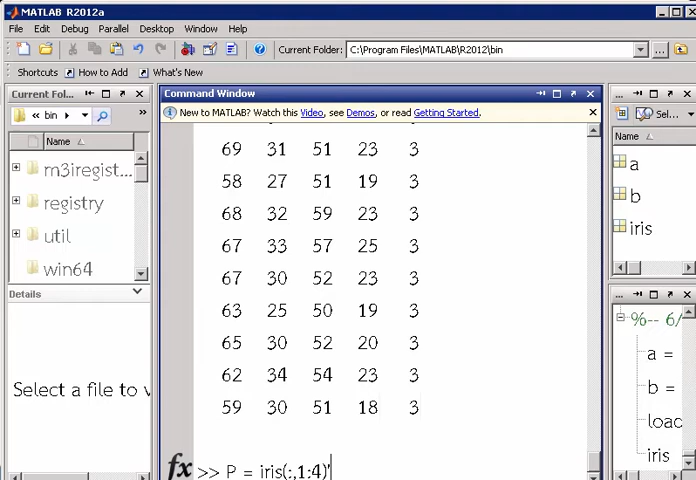 MATLAB R2012a
File Edit Debug Parallel Desktop Window Help
Current Folder: C:\Program Files\MATLAB\R2012\bin
Shortcuts How to Add What's New
Current Fol...
« bin
Name
m3iregist...
registry
util
win64
Details
Select a file to v
Command Window
New to MATLAB? Watch this Video, see Demos, or read Getting Started.
69 31 51 23 3
58 27 51 19 3
68 32 59 23 3
67 33 57 25 3
67 30 52 23 3
63 25 50 19 3
65 30 52 20 3
62 34 54 23 3
59 30 51 18 3
fx >> P = iris(:,1:4)'
...
Sel...
Name
a
b
iris
...
%-- 6/
a =
b =
load
iris